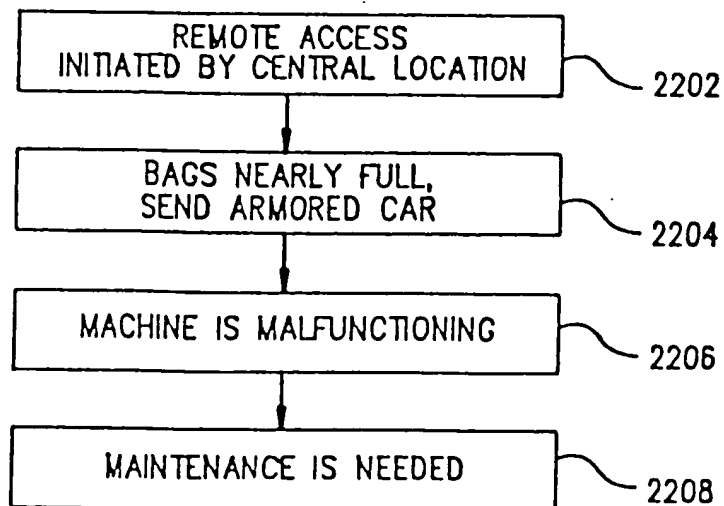 REMOTE ACCESS
INITIATED BY CENTRAL LOCATION
2202
BAGS NEARLY FULL,
SEND ARMORED CAR
2204
MACHINE IS MALFUNCTIONING
2206
MAINTENANCE IS NEEDED
2208